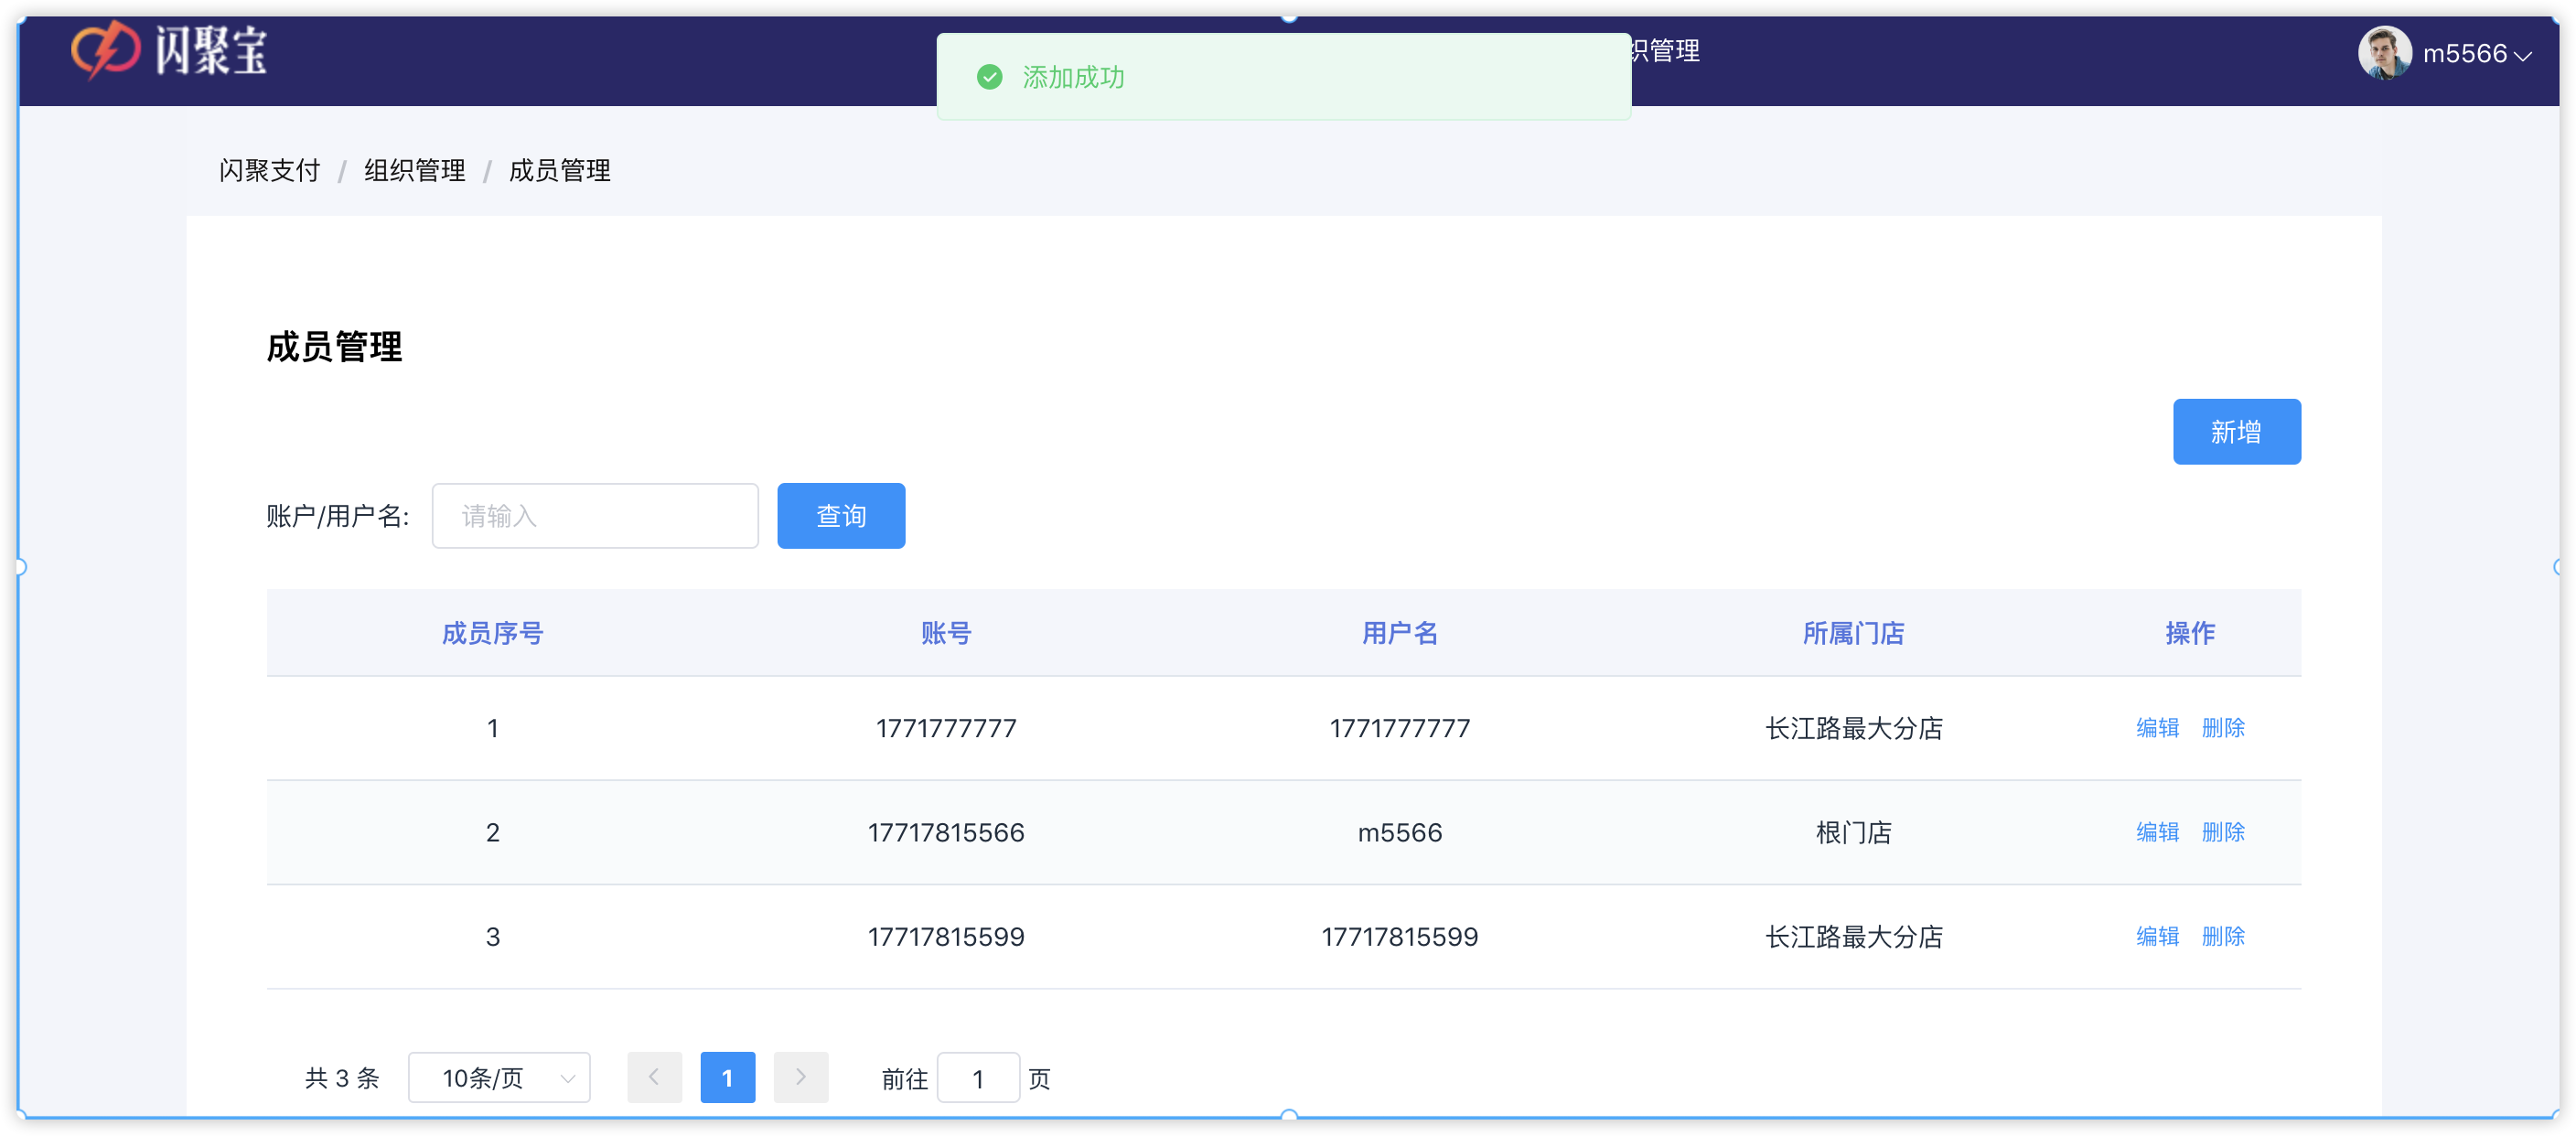 闪聚宝
添加成功
织管理
m5566
闪聚支付 / 组织管理 / 成员管理
成员管理
新增
账户/用户名: 请输入 查询
成员序号 账号 用户名 所属门店 操作
1 1771777777 1771777777 长江路最大分店 编辑 删除
2 17717815566 m5566 根门店 编辑 删除
3 17717815599 17717815599 长江路最大分店 编辑 删除
共 3 条 10条/页 1 前往 1 页